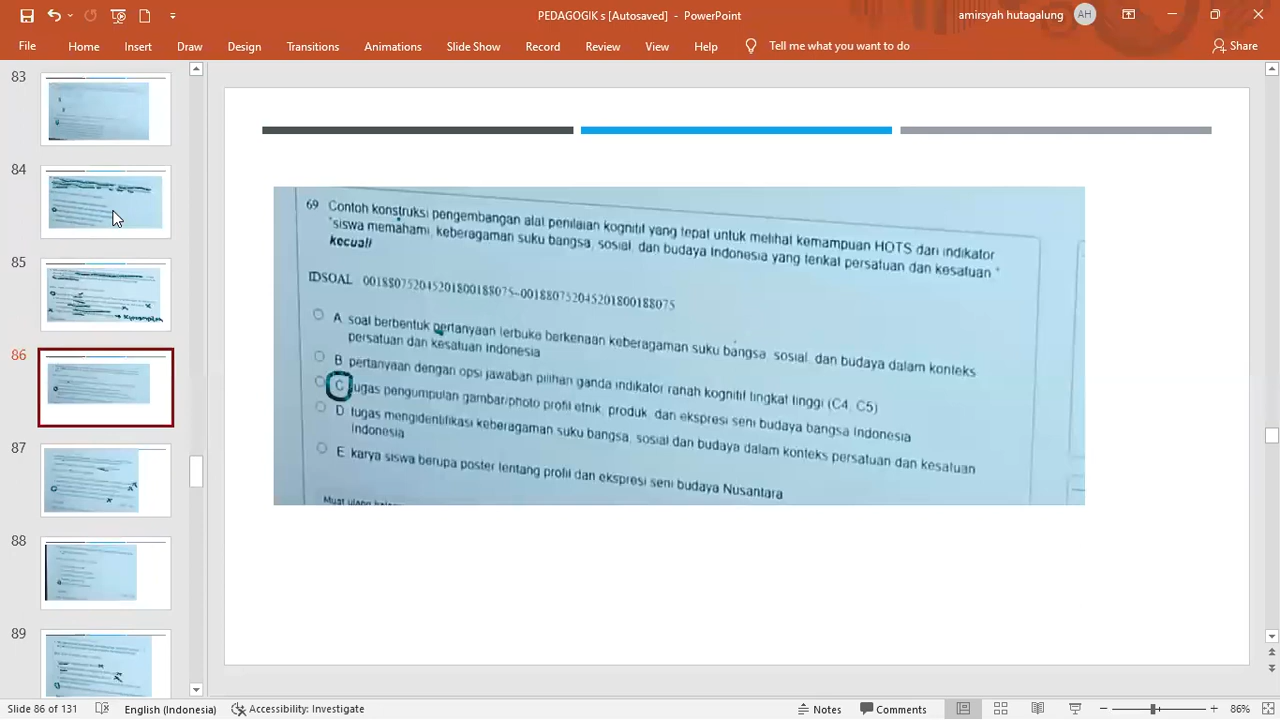 PEDAGOGIK s [Autosaved] - PowerPoint
amirsyah hutagalung AH
File Home Insert Draw Design Transitions Animations Slide Show Record Review View Help Tell me what you want to do Share
83
84
85
86
87
88
89
69 Contoh konstruksi pengembangan alat penilaian kognitif yang tepat untuk melihat kemampuan HOTS dari indikator
"siswa memahami keberagaman suku bangsa, sosial, dan budaya Indonesia yang terikat persatuan dan kesatuan "
kecuali
IDSOAL 001880752045201800188075--001880752045201800188075
A soal berbentuk pertanyaan terbuka berkenaan keberagaman suku bangsa, sosial, dan budaya dalam konteks
persatuan dan kesatuan Indonesia
B pertanyaan dengan opsi jawaban pilihan ganda indikator ranah kognitif tingkat tinggi (C4, C5)
C tugas pengumpulan gambar/photo profil etnik, produk, dan ekspresi seni budaya bangsa Indonesia
D tugas mengidentifikasi keberagaman suku bangsa, sosial dan budaya dalam konteks persatuan dan kesatuan
Indonesia
E karya siswa berupa poster tentang profil dan ekspresi seni budaya Nusantara
Slide 86 of 131 English (Indonesia) Accessibility: Investigate Notes Comments 86%